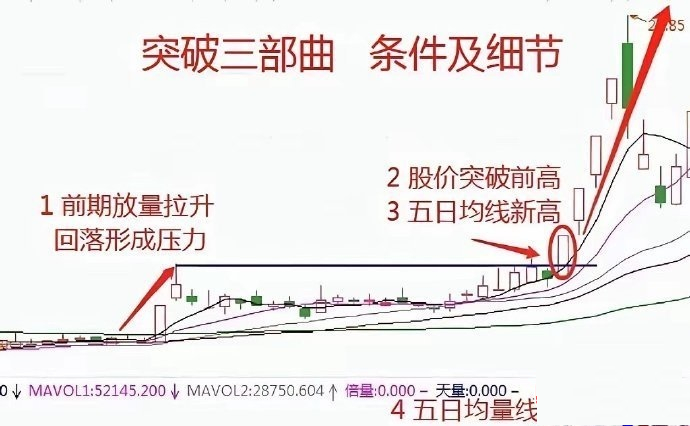 突破三部曲 条件及细节
1 前期放量拉升
回落形成压力
2 股价突破前高
3 五日均线新高
MAVOL1:52145.200↓ MAVOL2:28750.604↑ 倍量:0.000− 天量:0.000−
4 五日均量线